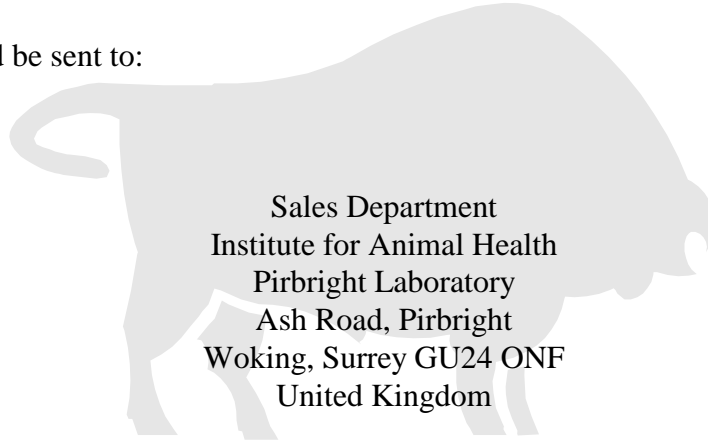 be sent to:
Sales Department
Institute for Animal Health
Pirbright Laboratory
Ash Road, Pirbright
Woking, Surrey GU24 ONF
United Kingdom